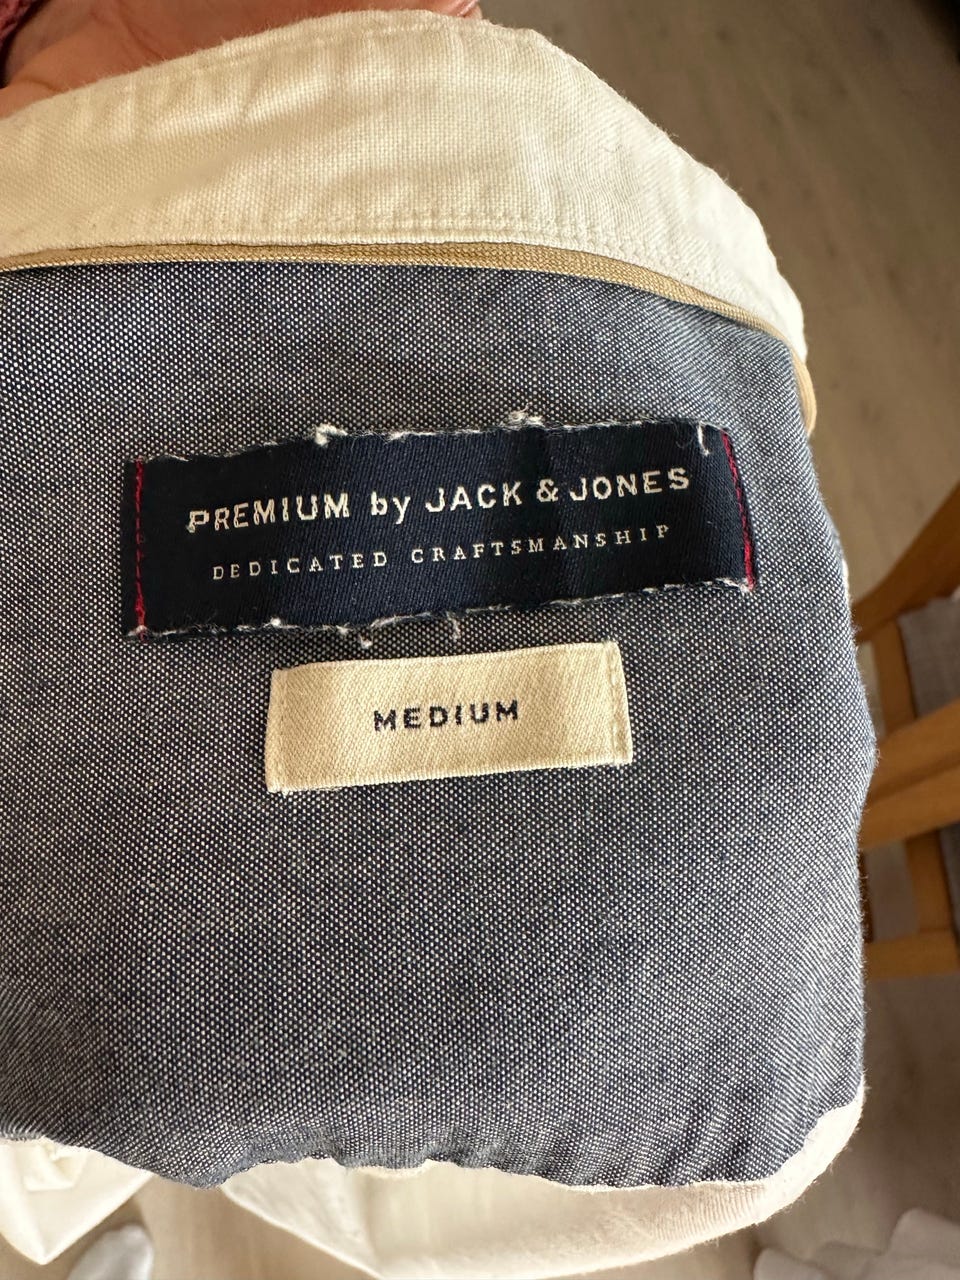 PREMIUM by JACK & JONES
DEDICATED CRAFTSMANSHIP
MEDIUM